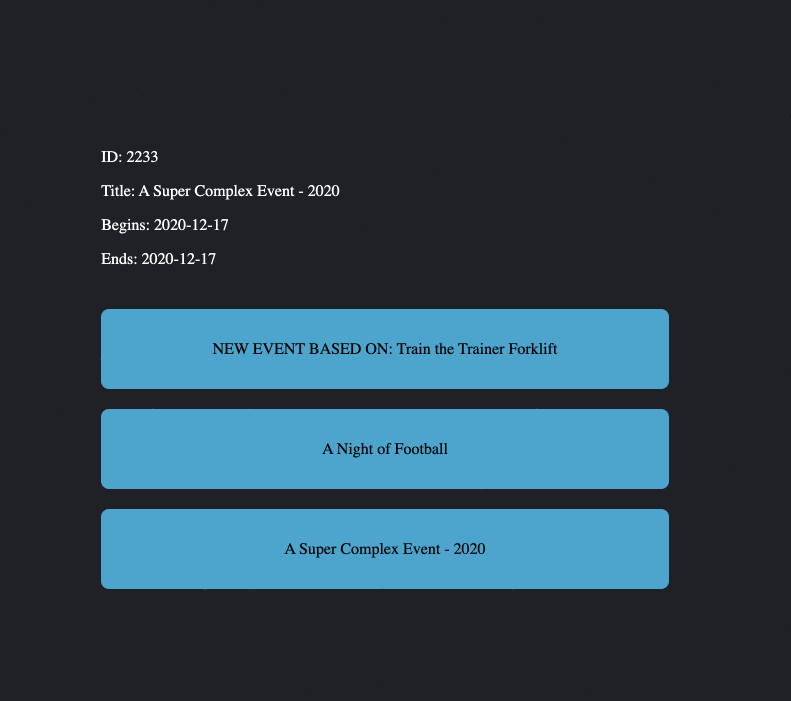 ID: 2233
Title: A Super Complex Event - 2020
Begins: 2020-12-17
Ends: 2020-12-17
NEW EVENT BASED ON: Train the Trainer Forklift
A Night of Football
A Super Complex Event - 2020